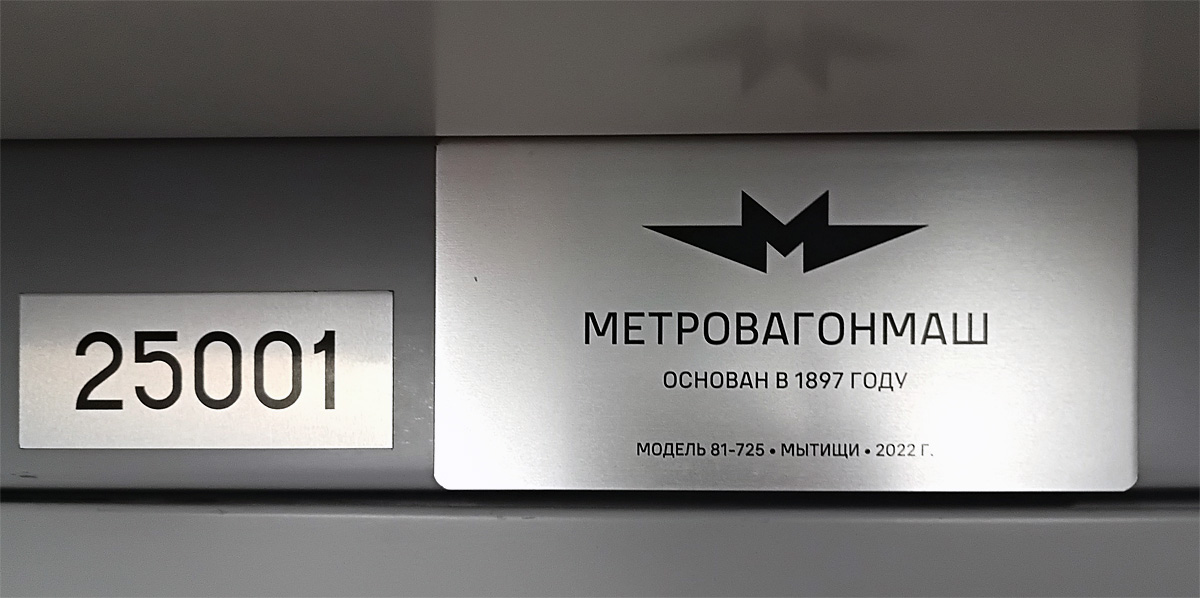 25001
МЕТРОВАГОНМАШ
ОСНОВАН В 1897 ГОДУ
МОДЕЛЬ 81-725 • МЫТИЩИ • 2022 Г.